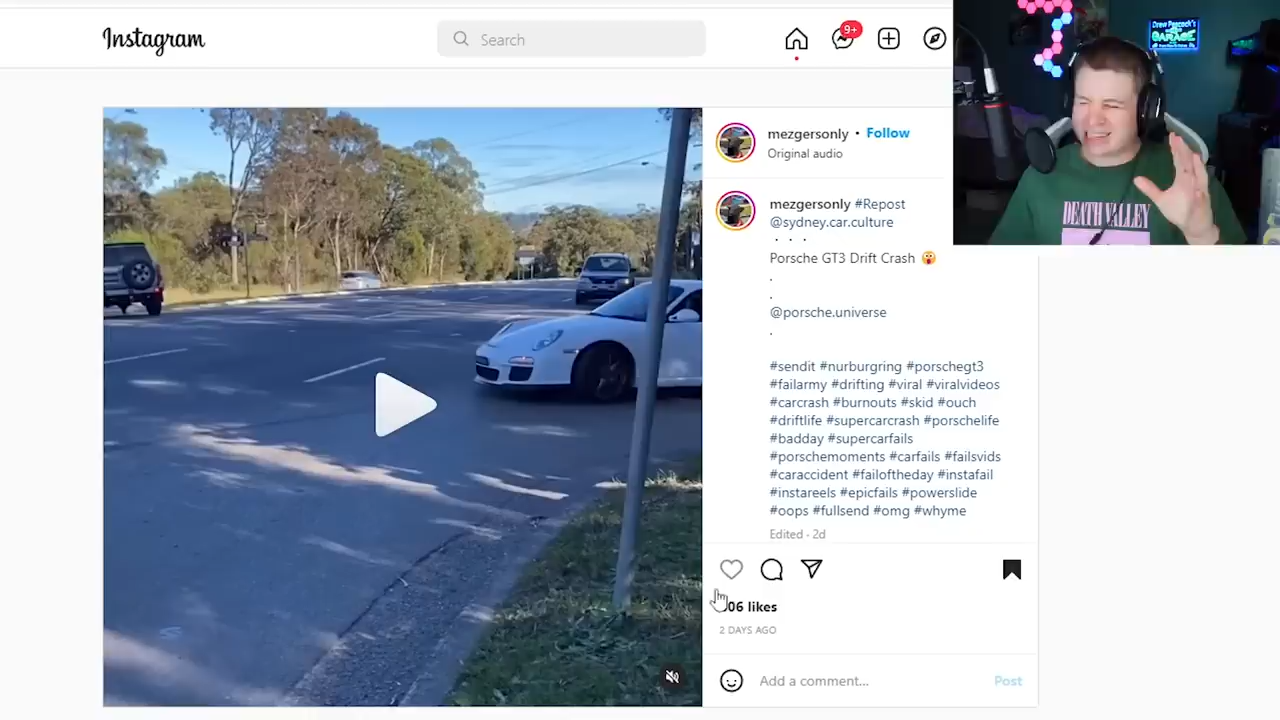 Instagram
Search
9+
Drew Peacock's
GARAGE
mezgersonly • Follow
Original audio
DEATH VALLEY
mezgersonly #Repost
@sydney.car.culture
. . .
Porsche GT3 Drift Crash 😲
.
.
@porsche.universe
.
#sendit #nurburgring #porschegt3
#failarmy #drifting #viral #viralvideos
#carcrash #burnouts #skid #ouch
#driftlife #supercarcrash #porschelife
#badday #supercarfails
#porschemoments #carfails #failsvids
#caraccident #failoftheday #instafail
#instareels #epicfails #powerslide
#oops #fullsend #omg #whyme
Edited · 2d
06 likes
2 DAYS AGO
Add a comment...
Post